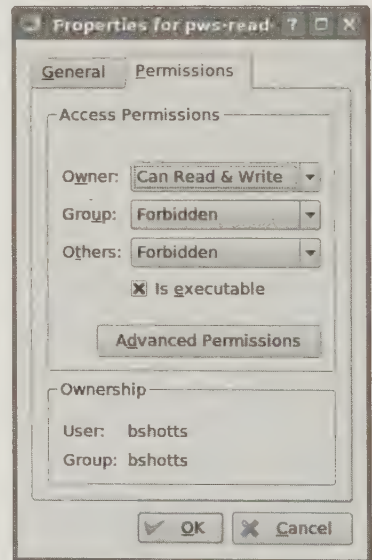 Properties for pws-read ?
General Permissions
Access Permissions
Owner: Can Read & Write
Group: Forbidden
Others: Forbidden
Is executable
Advanced Permissions
Ownership
User: bshotts
Group: bshotts
OK Cancel